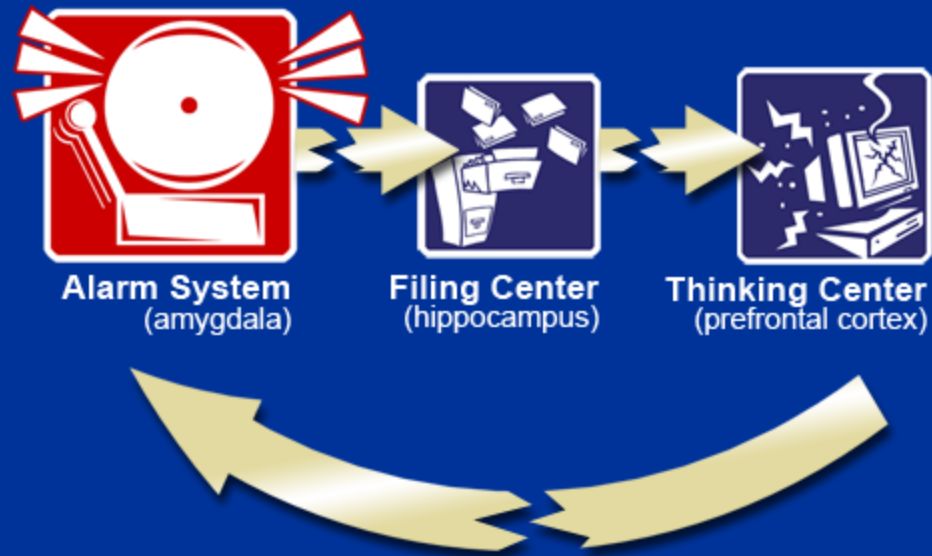 Alarm System
(amygdala)
Filing Center
(hippocampus)
Thinking Center
(prefrontal cortex)